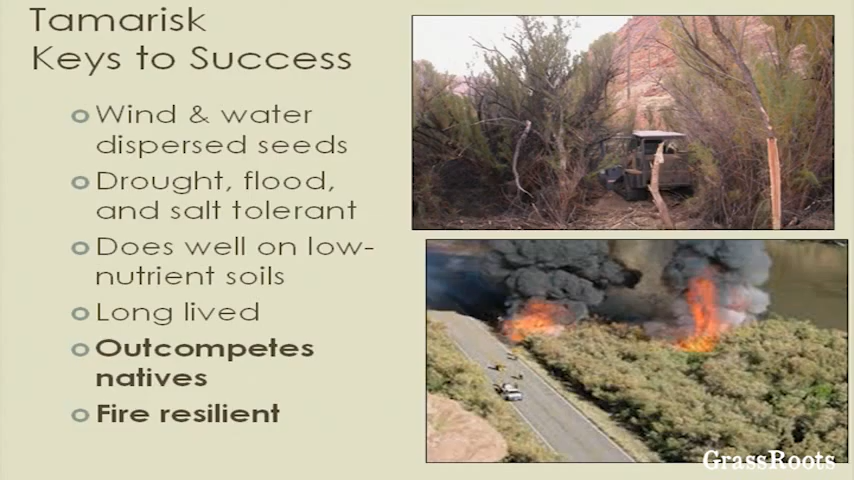 Tamarisk
Keys to Success
Wind & water
dispersed seeds
Drought, flood,
and salt tolerant
Does well on low-
nutrient soils
Long lived
Outcompetes
natives
Fire resilient
GrassRoots